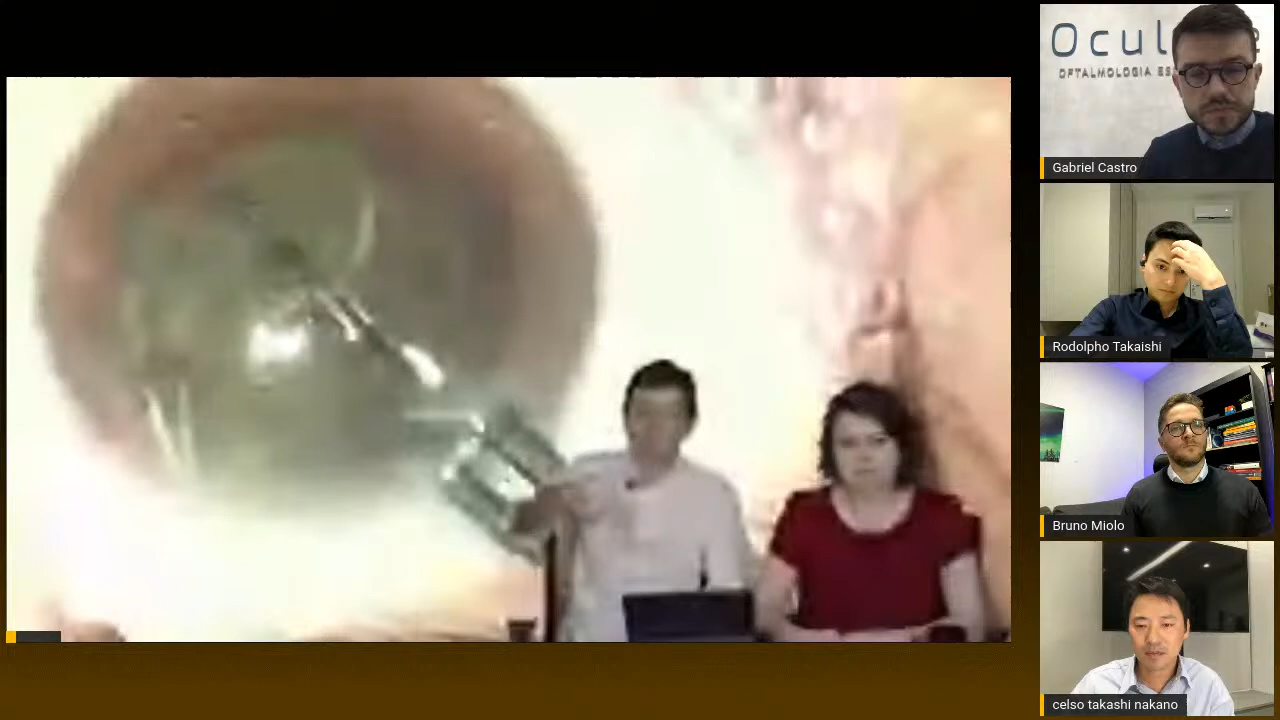 Ocul
OFTALMOLOGIA ES
Gabriel Castro
Rodolpho Takaishi
Bruno Miolo
celso takashi nakano